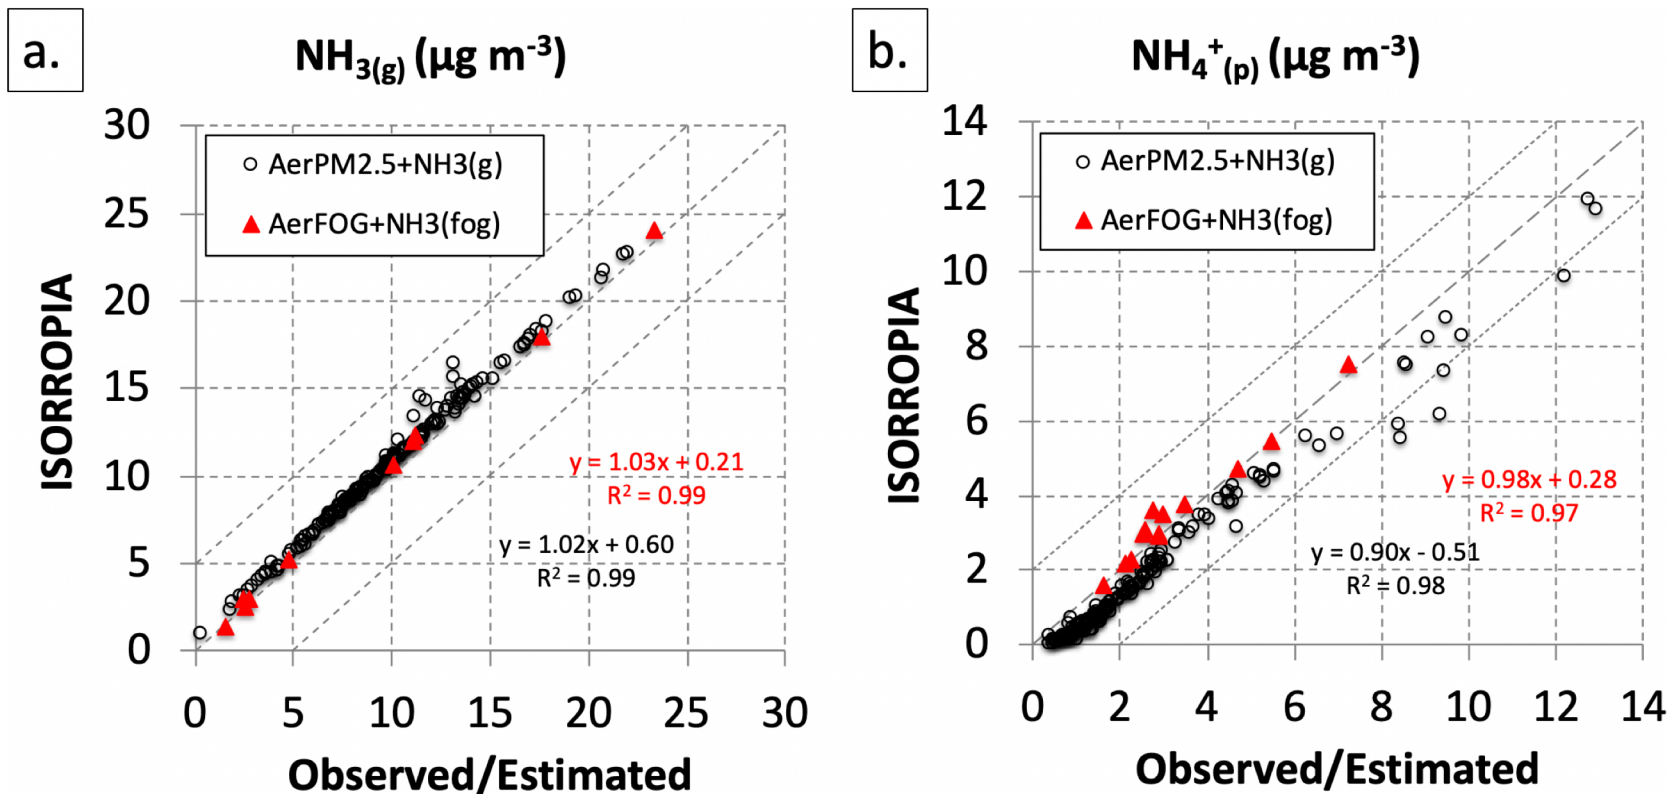 a.
NH3(g) (µg m-3)
30
25
20
15
10
5
0
ISORROPIA
AerPM2.5+NH3(g)
AerFOG+NH3(fog)
y = 1.03x + 0.21
R2 = 0.99
y = 1.02x + 0.60
R2 = 0.99
0 5 10 15 20 25 30
Observed/Estimated
b.
NH4+(p) (µg m-3)
14
12
10
8
6
4
2
0
ISORROPIA
AerPM2.5+NH3(g)
AerFOG+NH3(fog)
y = 0.98x + 0.28
R2 = 0.97
y = 0.90x - 0.51
R2 = 0.98
0 2 4 6 8 10 12 14
Observed/Estimated